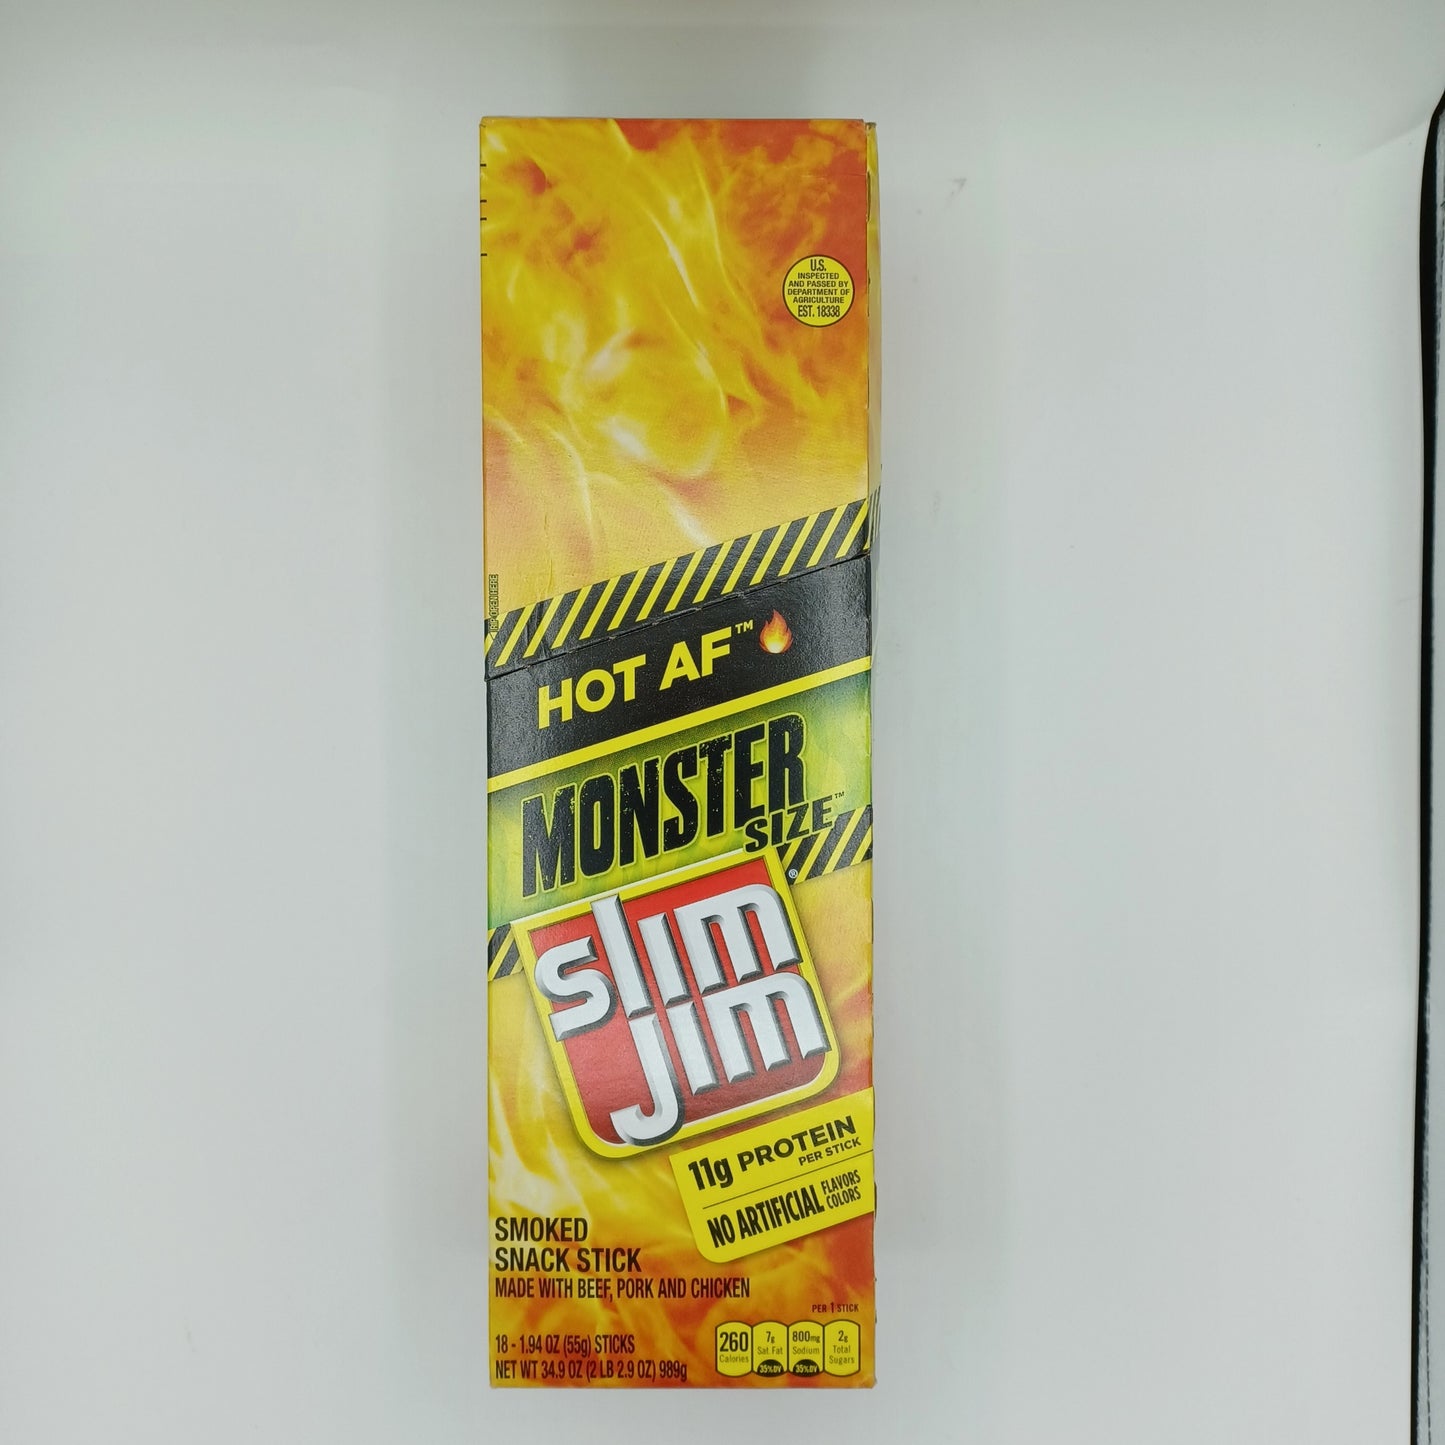 U.S.
INSPECTED
AND PASSED BY
DEPARTMENT OF
AGRICULTURE
EST. 18338
RIP OPEN HERE
HOT AF™
MONSTER
SIZE™
slim
jim®
11g PROTEIN
PER STICK
NO ARTIFICIAL FLAVORS
COLORS
SMOKED
SNACK STICK
MADE WITH BEEF, PORK AND CHICKEN
18 - 1.94 OZ (55g) STICKS
NET WT 34.9 OZ (2 LB 2.9 OZ) 989g
PER 1 STICK
260
Calories
7g
Sat Fat
35% DV
800mg
Sodium
35% DV
2g
Total
Sugars